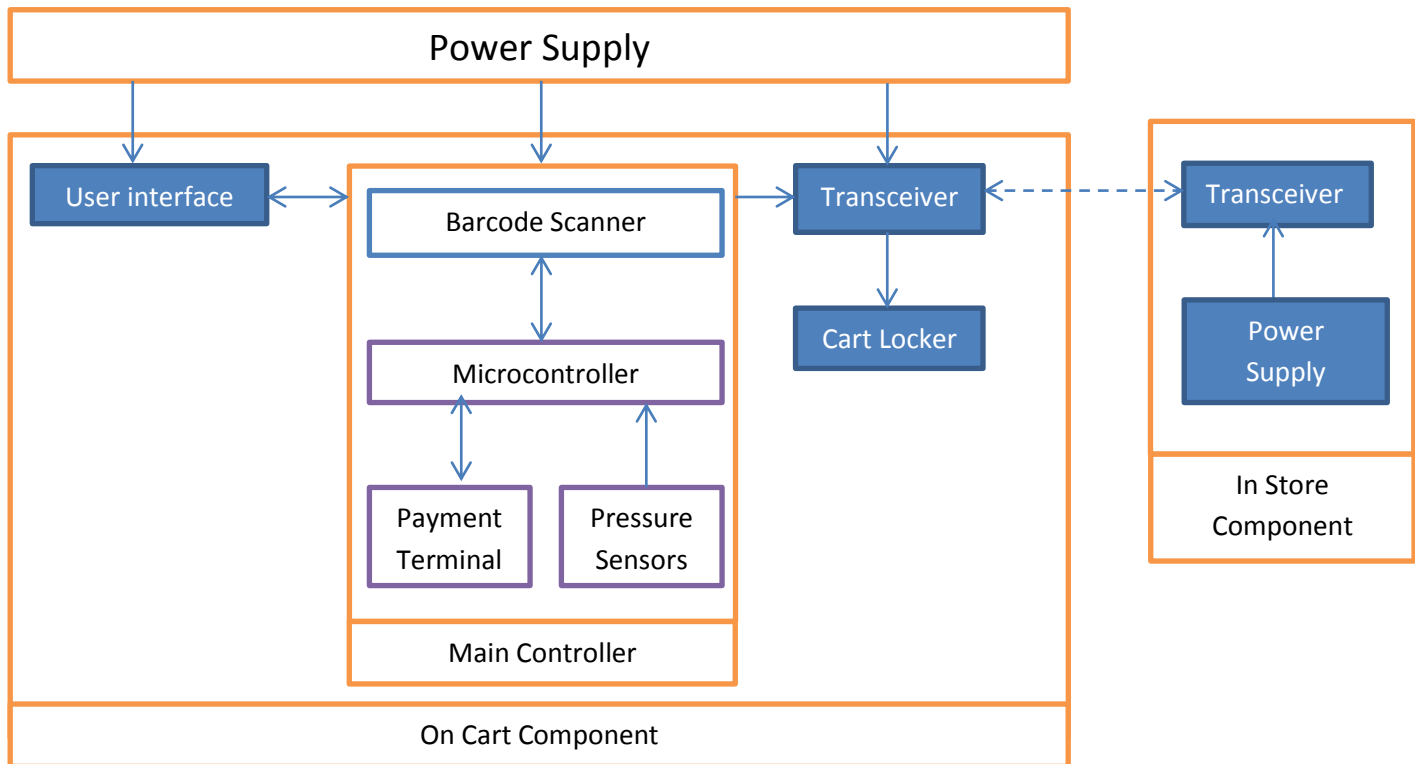 Power Supply
User interface
Barcode Scanner
Transceiver
Transceiver
Cart Locker
Power
Supply
Microcontroller
Payment
Terminal
Pressure
Sensors
In Store
Component
Main Controller
On Cart Component